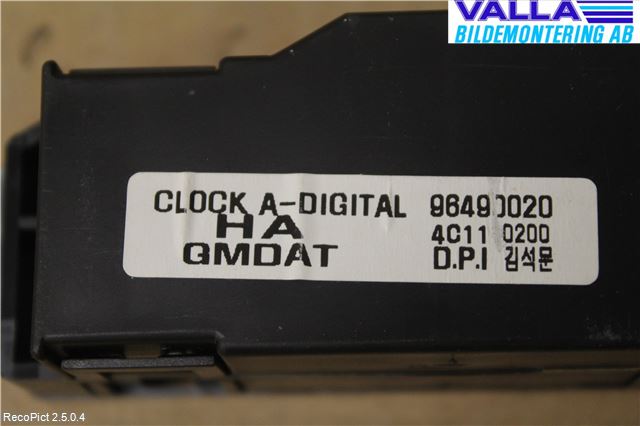 VALLA
BILDEMONTERING AB
CLOCK A-DIGITAL 96490020
HA 4C11 0200
GMDAT D.P.I 김석문
RecoPict 2.5.0.4